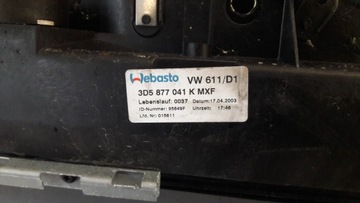 Webasto VW 611/D1
3D5 877 041 K MXF
Lebenslauf: 0037 Datum: 17.04.2003
ID-Nummer: 95649F Uhrzeit: 17:46
Lfd.-Nr: 015611